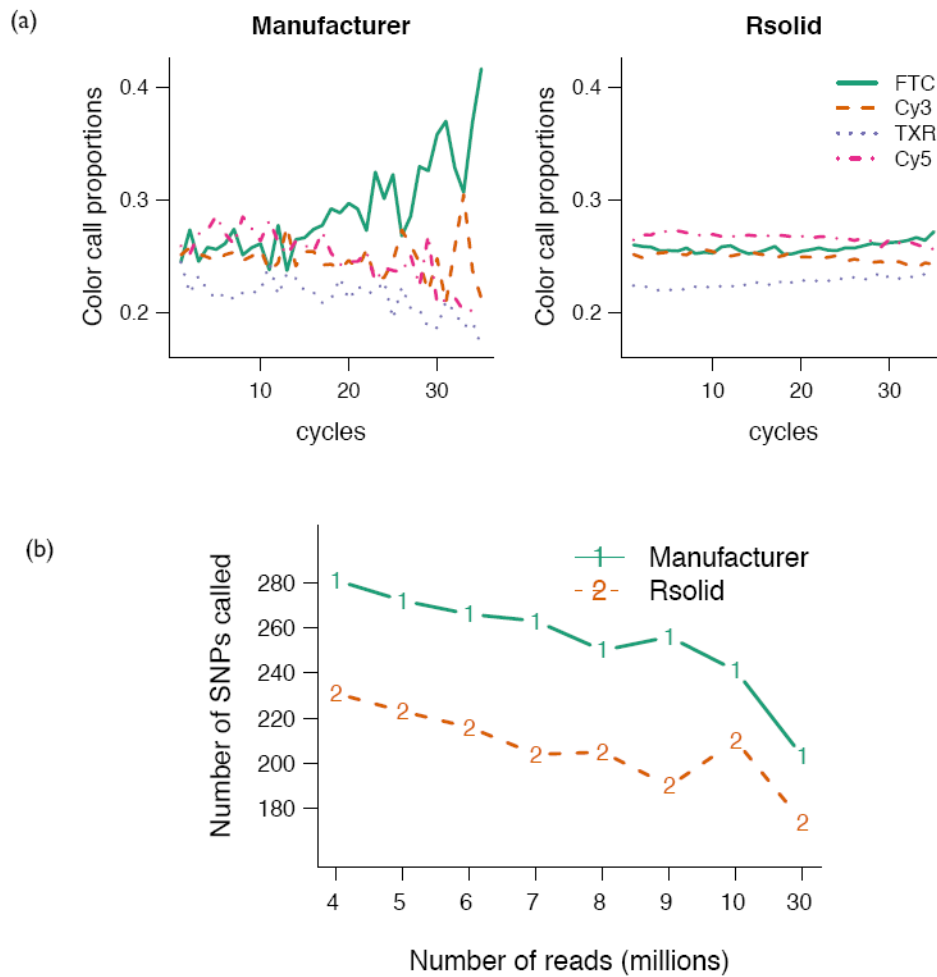 (a)
Manufacturer
Rsolid
Color call proportions
0.4
0.3
0.2
10
20
30
cycles
Color call proportions
0.4
0.3
0.2
10
20
30
cycles
FTC
Cy3
TXR
Cy5
(b)
Number of SNPs called
280
260
240
220
200
180
1 Manufacturer
2 Rsolid
1 1 1 1 1 1 1 1
2 2 2 2 2 2 2 2
4 5 6 7 8 9 10 30
Number of reads (millions)